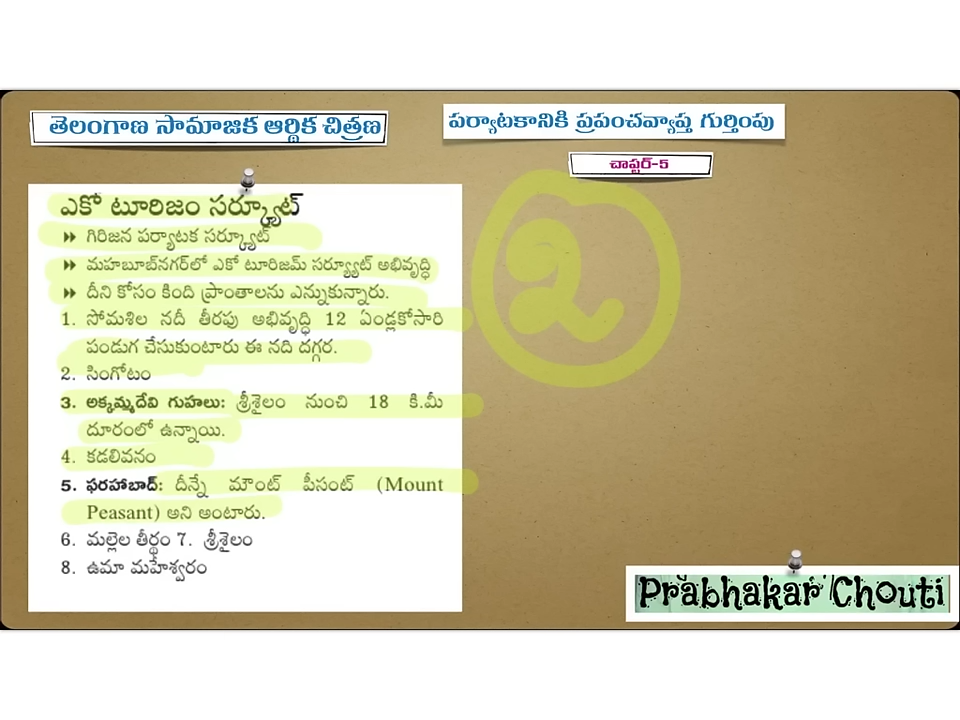 తెలంగాణ సామాజిక ఆర్థిక చిత్రణ
పర్యాటకానికి ప్రపంచవ్యాప్త గుర్తింపు
చాప్టర్-5
ఎకో టూరిజం సర్క్యూట్
» గిరిజన పర్యాటక సర్క్యూట్
» మహబూబ్‌నగర్‌లో ఎకో టూరిజమ్ సర్క్యూట్ అభివృద్ధి
» దీని కోసం కింది ప్రాంతాలను ఎన్నుకున్నారు.
1. సోమశిల నదీ తీరపు అభివృద్ధి 12 ఏండ్లకోసారి
పండుగ చేసుకుంటారు ఈ నది దగ్గర.
2. సింగోటం
3. అక్కమ్మదేవి గుహలు: శ్రీశైలం నుంచి 18 కి.మీ
దూరంలో ఉన్నాయి.
4. కడలివనం
5. ఫరహాబాద్: దీన్నే మౌంట్ పీసంట్ (Mount
Peasant) అని అంటారు.
6. మల్లెల తీర్థం 7. శ్రీశైలం
8. ఉమా మహేశ్వరం
2
Prabhakar Chouti